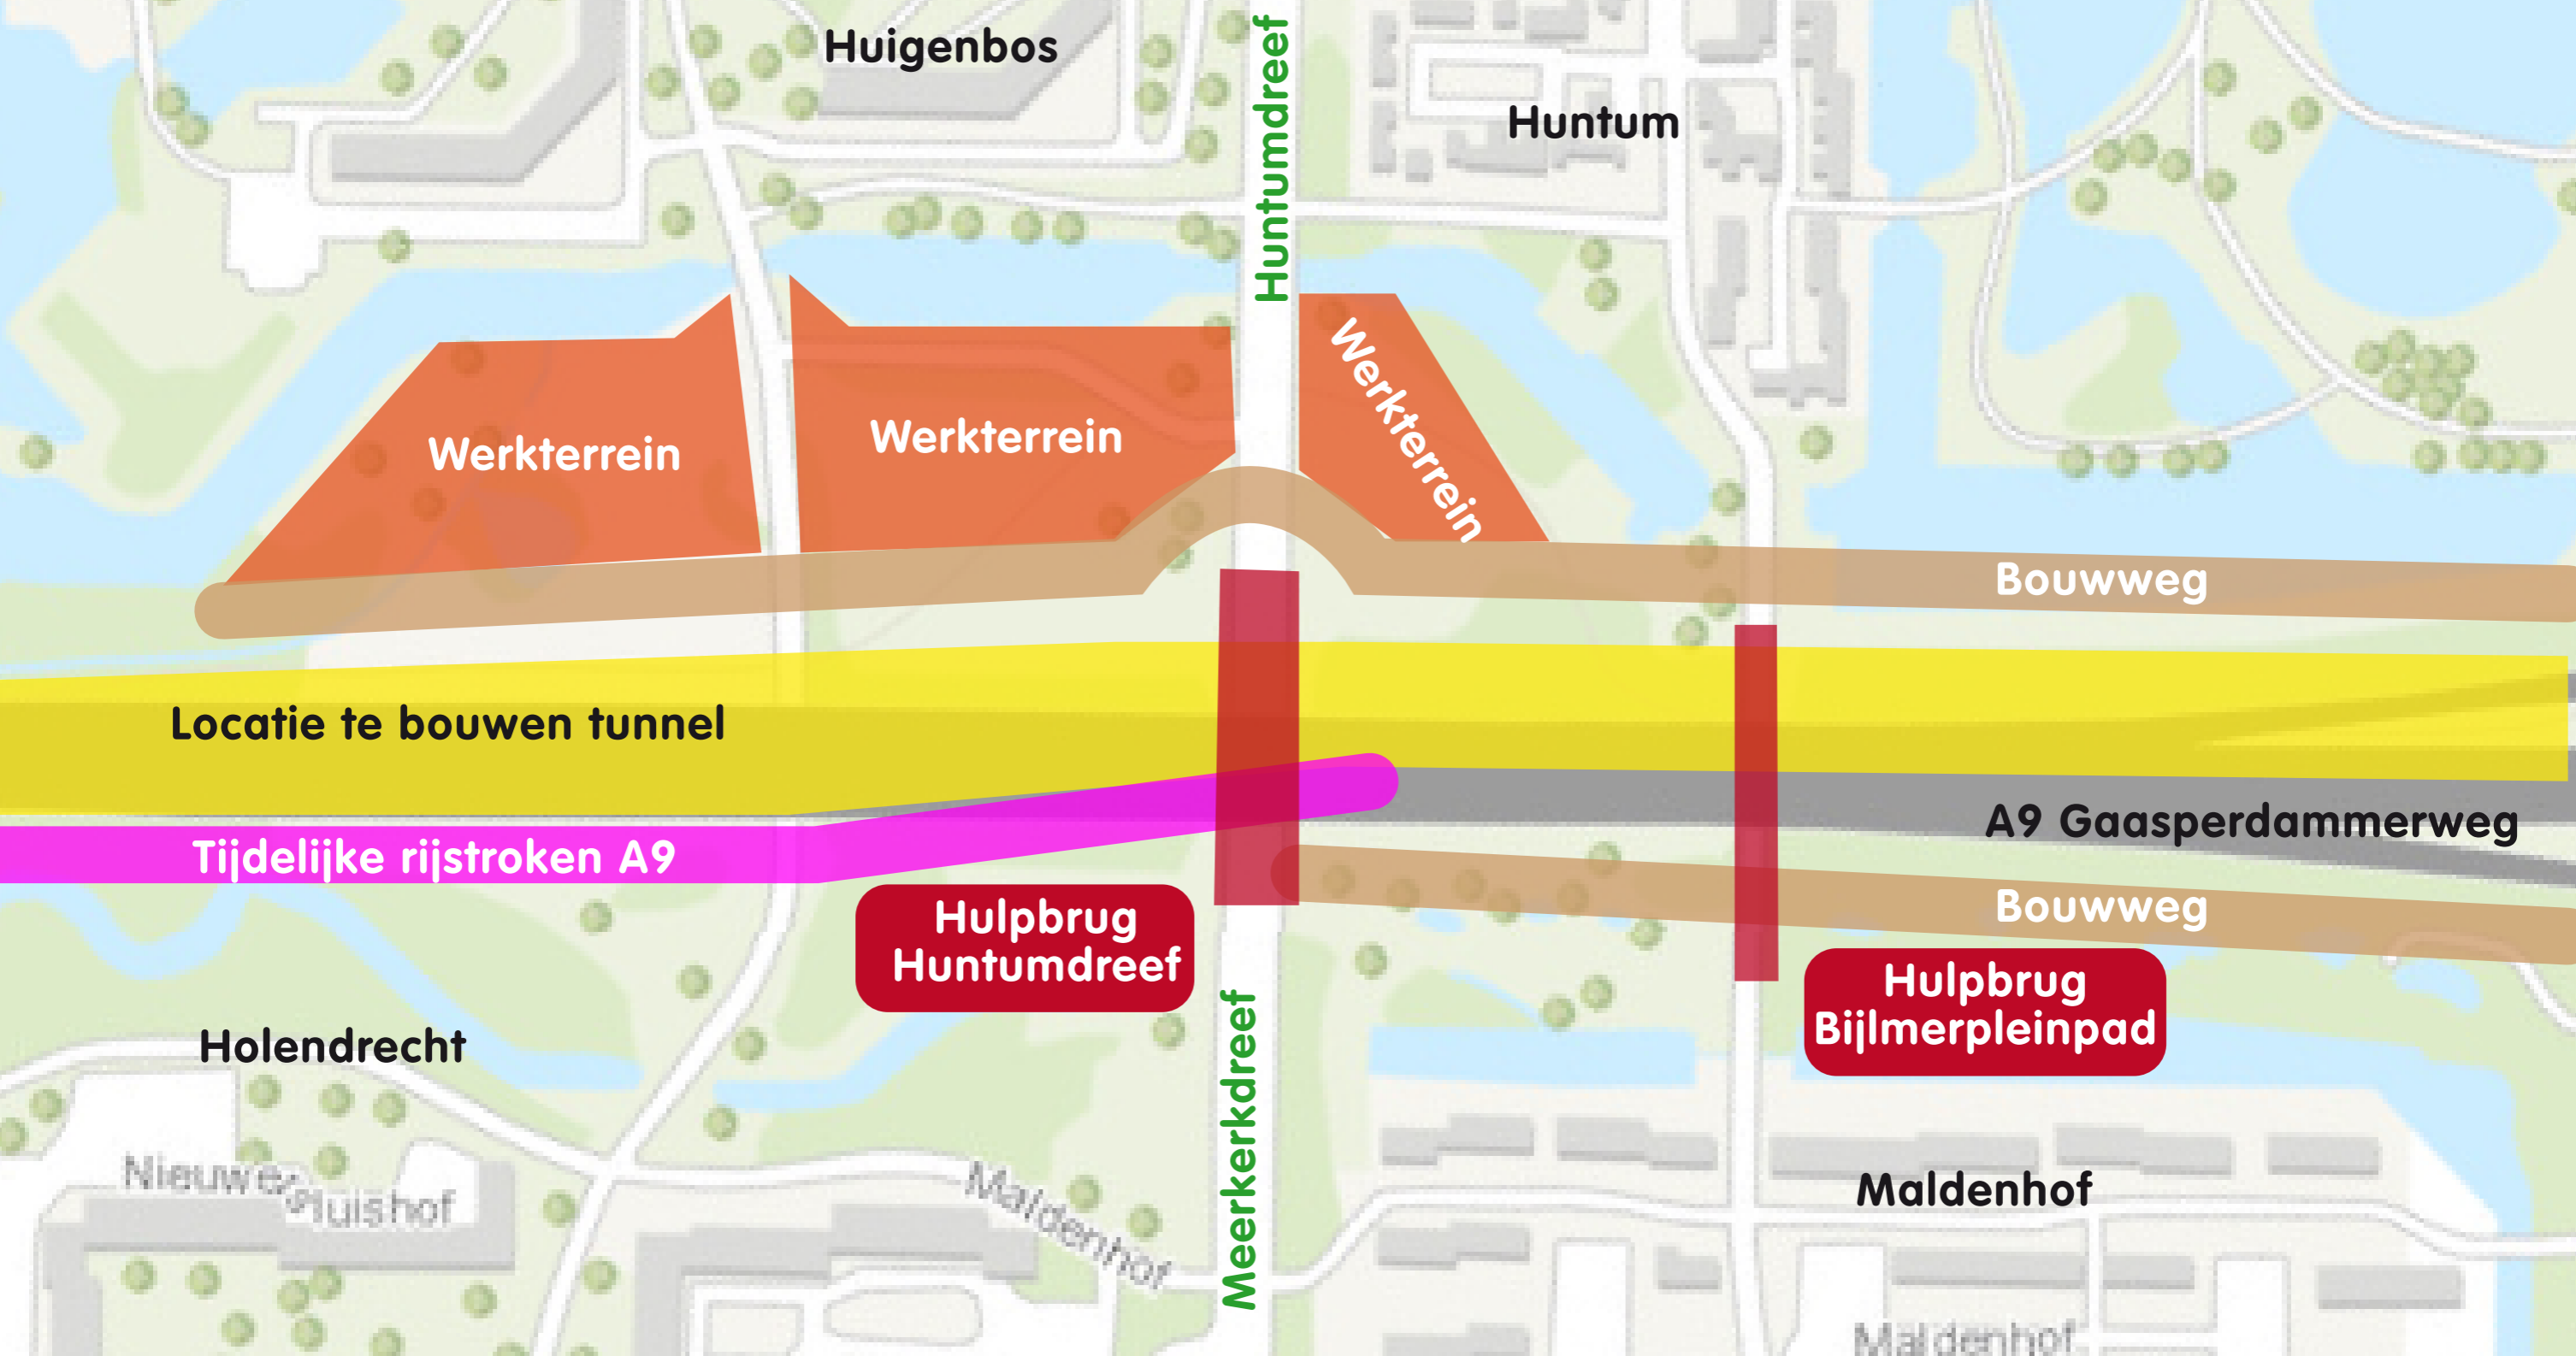 Huigenbos
Huntumdreef
Huntum
Werkterrein
Werkterrein
Werkterrein
Bouwweg
Locatie te bouwen tunnel
A9 Gaasperdammerweg
Tijdelijke rijstroken A9
Bouwweg
Hulpbrug
Huntumdreef
Hulpbrug
Bijlmerpleinpad
Holendrecht
Meerkerkdreef
Nieuwe
Maldenhof
Maldenhof
Maldenhof